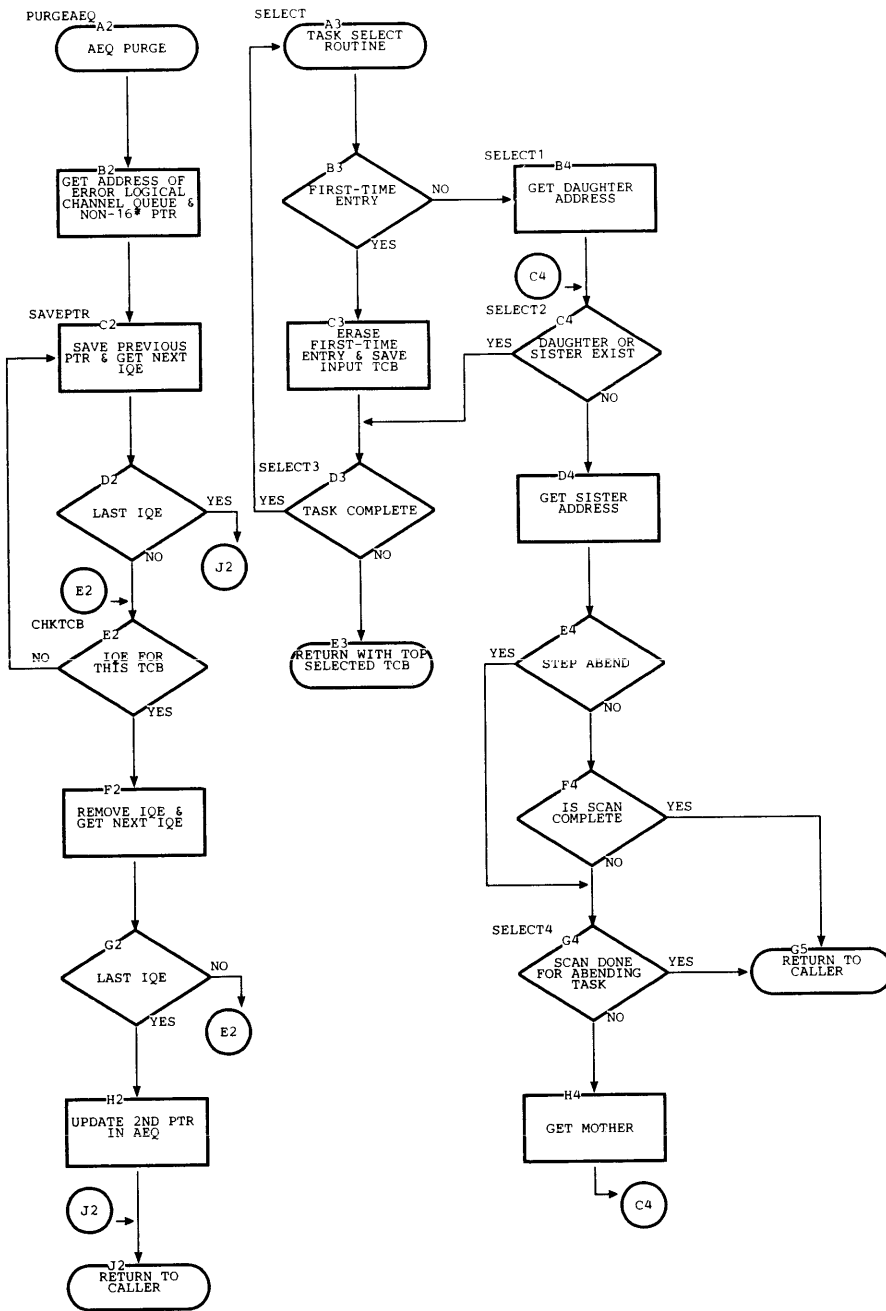 PURGEAEQ
A2
AEQ PURGE
B2
GET ADDRESS OF
ERROR LOGICAL
CHANNEL QUEUE &
NON-16* PTR
SAVEPTR
C2
SAVE PREVIOUS
PTR & GET NEXT
IQE
D2
LAST IQE
YES
J2
NO
E2
CHKTCB
E2
IQE FOR
THIS TCB
NO
YES
F2
REMOVE IQE &
GET NEXT IQE
G2
LAST IQE
NO
E2
YES
H2
UPDATE 2ND PTR
IN AEQ
J2
J2
RETURN TO
CALLER
SELECT
A3
TASK SELECT
ROUTINE
B3
FIRST-TIME
ENTRY
NO
YES
C3
ERASE
FIRST-TIME
ENTRY & SAVE
INPUT TCB
SELECT3
D3
YES
TASK COMPLETE
NO
E3
RETURN WITH TOP
SELECTED TCB
SELECT1
B4
GET DAUGHTER
ADDRESS
C4
SELECT2
C4
YES
DAUGHTER OR
SISTER EXIST
NO
D4
GET SISTER
ADDRESS
E4
YES
STEP ABEND
NO
F4
IS SCAN
COMPLETE
YES
NO
SELECT4
G4
SCAN DONE
FOR ABENDING
TASK
YES
NO
G5
RETURN TO
CALLER
H4
GET MOTHER
C4